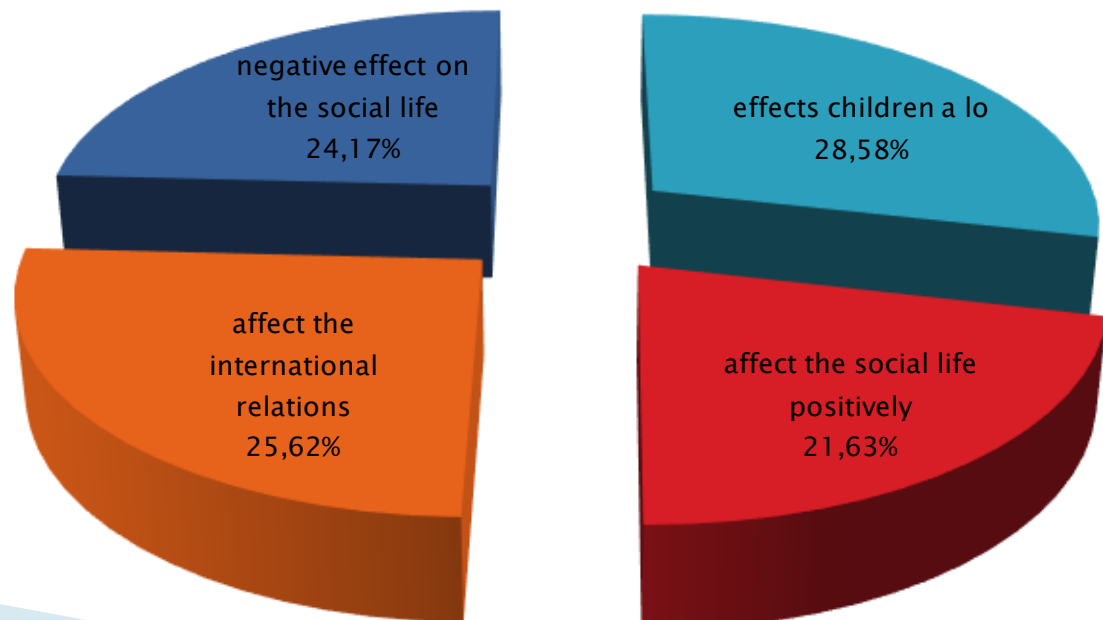 negative effect on
the social life
24,17%
effects children a lo
28,58%
affect the
international
relations
25,62%
affect the social life
positively
21,63%